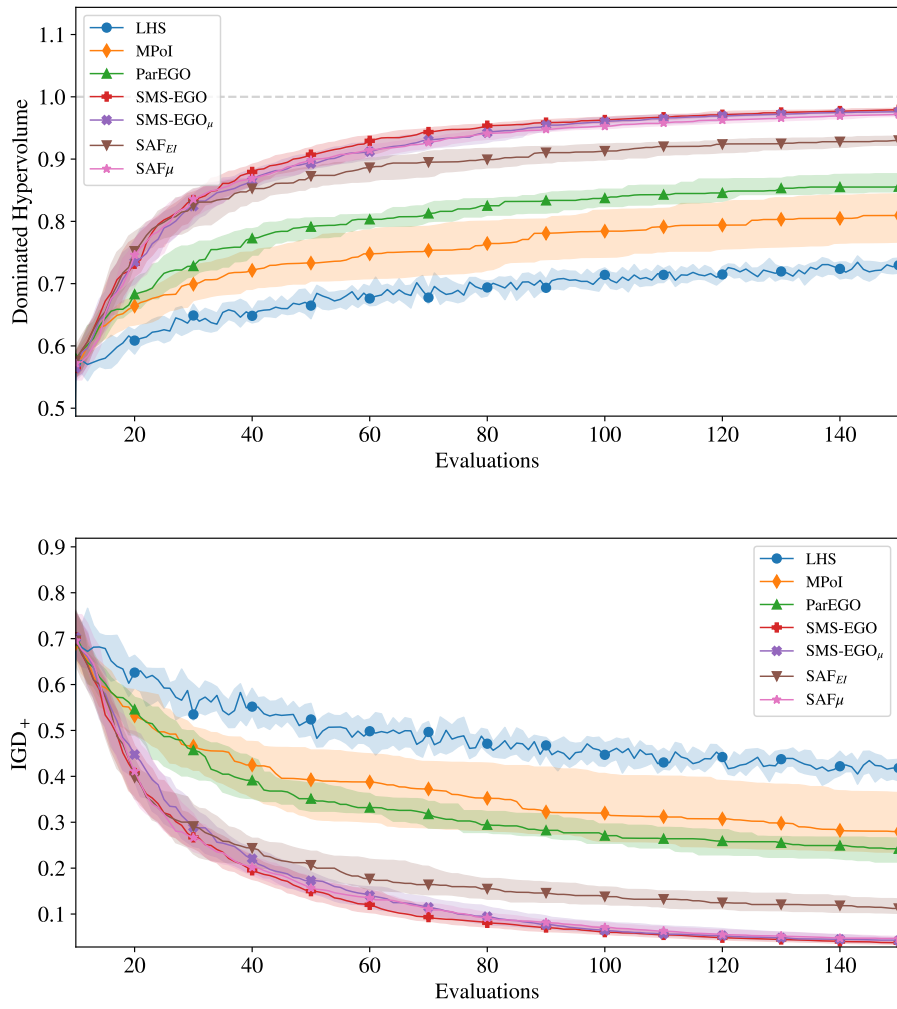 LHS
MPoI
ParEGO
SMS-EGO
SMS-EGOμ
SAF_EI
SAFμ
Dominated Hypervolume
1.1
1.0
0.9
0.8
0.7
0.6
0.5
20 40 60 80 100 120 140
Evaluations
LHS
MPoI
ParEGO
SMS-EGO
SMS-EGOμ
SAF_EI
SAFμ
IGD+
0.9
0.8
0.7
0.6
0.5
0.4
0.3
0.2
0.1
20 40 60 80 100 120 140
Evaluations